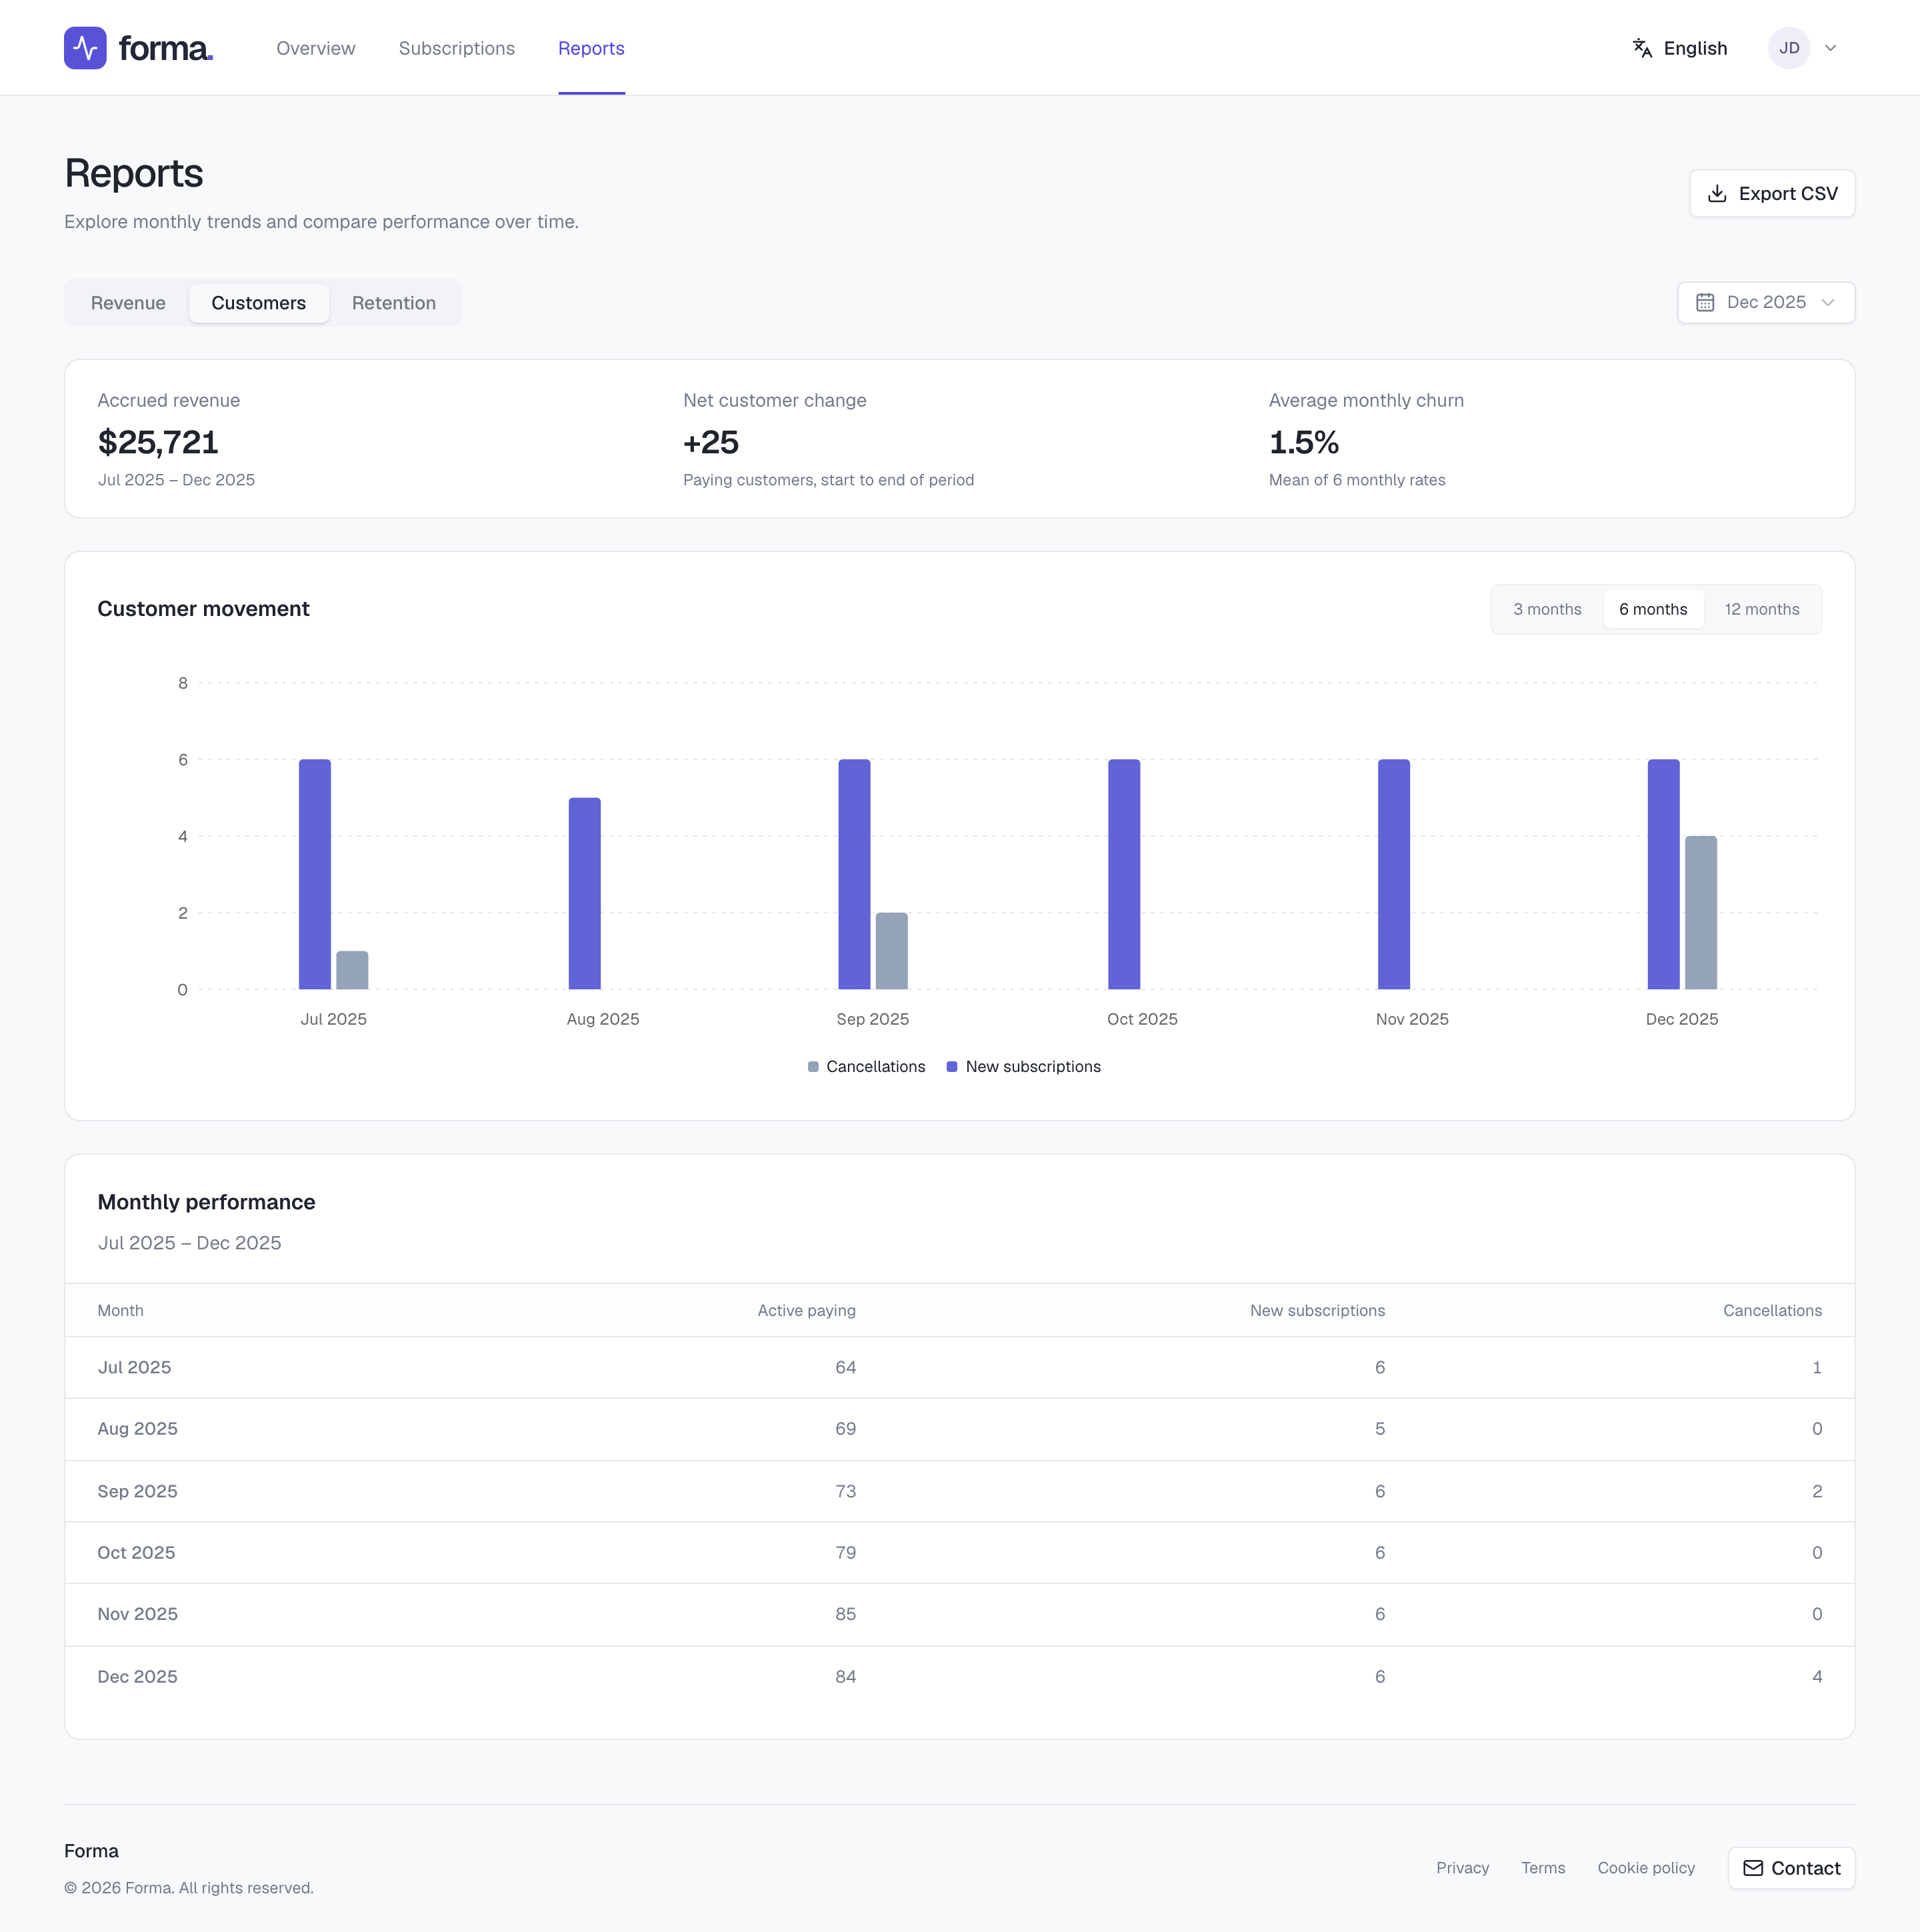 forma.
Overview Subscriptions Reports
English JD
Reports
Explore monthly trends and compare performance over time.
Export CSV
Revenue Customers Retention
Dec 2025
Accrued revenue
$25,721
Jul 2025 – Dec 2025
Net customer change
+25
Paying customers, start to end of period
Average monthly churn
1.5%
Mean of 6 monthly rates
Customer movement
3 months 6 months 12 months
8
6
4
2
0
Jul 2025 Aug 2025 Sep 2025 Oct 2025 Nov 2025 Dec 2025
Cancellations New subscriptions
Monthly performance
Jul 2025 – Dec 2025
Month Active paying New subscriptions Cancellations
Jul 2025 64 6 1
Aug 2025 69 5 0
Sep 2025 73 6 2
Oct 2025 79 6 0
Nov 2025 85 6 0
Dec 2025 84 6 4
Forma
© 2026 Forma. All rights reserved.
Privacy Terms Cookie policy Contact